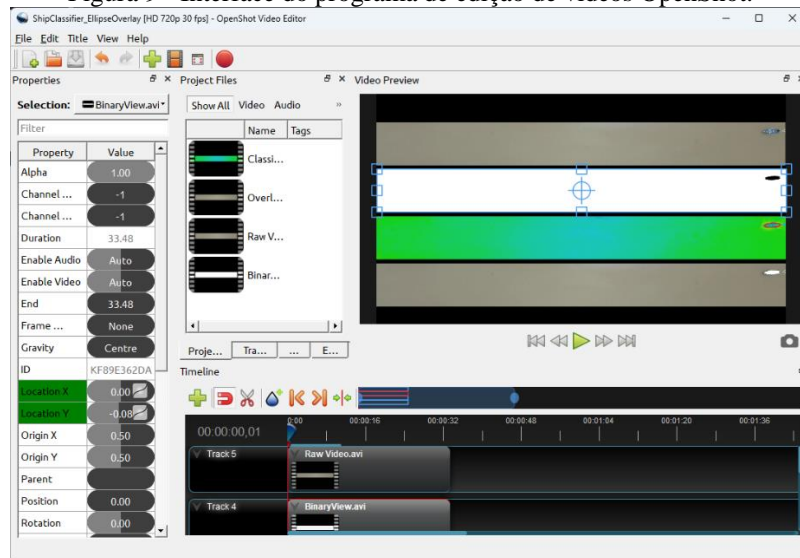 Figura 9 - Interface do programa de edição de vídeos OpenShot.
ShipClassifier_EllipseOverlay [HD 720p 30 fps] - OpenShot Video Editor
File Edit Title View Help
Properties
Project Files
Video Preview
Selection: BinaryView.avi
Show All Video Audio »
Filter
Name Tags
Property Value
Alpha 1.00
Classi...
Channel ... -1
Overl...
Channel ... -1
Duration 33.48
Raw V...
Enable Audio Auto
Enable Video Auto
Binar...
End 33.48
Frame ... None
Gravity Centre
Proje... Tra... ... E...
ID KF89E362DA
Timeline
Location X 0.00
Location Y -0.08
Origin X 0.50
Origin Y 0.50
Parent
Position 0.00
Rotation 0.00
00:00:00,01
0:00 00:00:16 00:00:32 00:00:48 00:01:04 00:01:20 00:01:36
Track 5 Raw Video.avi
Track 4 BinaryView.avi